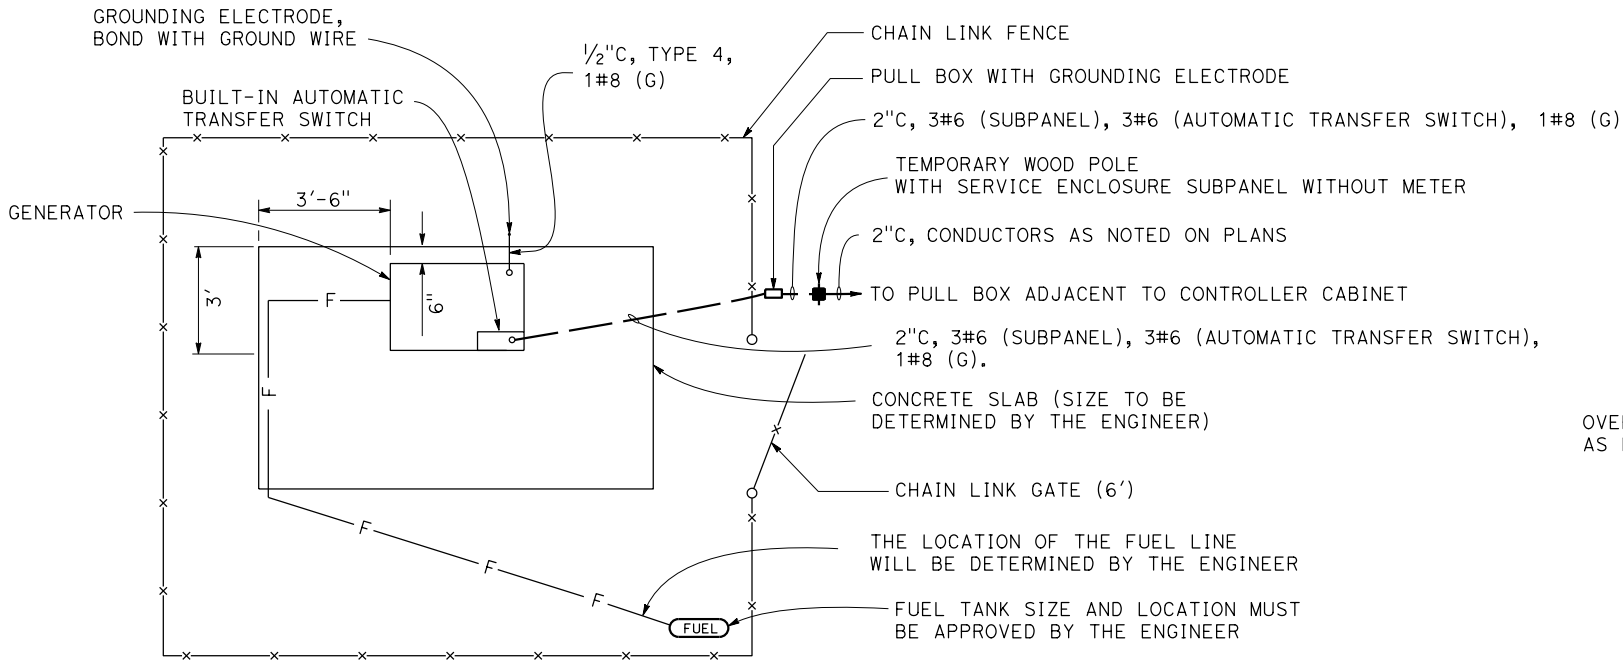 GROUNDING ELECTRODE,
BOND WITH GROUND WIRE
½"C, TYPE 4,
1#8 (G)
BUILT-IN AUTOMATIC
TRANSFER SWITCH
GENERATOR
3'-6"
3'
6"
F
F
F
F
F
FUEL
CHAIN LINK FENCE
PULL BOX WITH GROUNDING ELECTRODE
2"C, 3#6 (SUBPANEL), 3#6 (AUTOMATIC TRANSFER SWITCH), 1#8 (G)
TEMPORARY WOOD POLE
WITH SERVICE ENCLOSURE SUBPANEL WITHOUT METER
2"C, CONDUCTORS AS NOTED ON PLANS
TO PULL BOX ADJACENT TO CONTROLLER CABINET
2"C, 3#6 (SUBPANEL), 3#6 (AUTOMATIC TRANSFER SWITCH),
1#8 (G).
CONCRETE SLAB (SIZE TO BE
DETERMINED BY THE ENGINEER)
CHAIN LINK GATE (6')
THE LOCATION OF THE FUEL LINE
WILL BE DETERMINED BY THE ENGINEER
FUEL TANK SIZE AND LOCATION MUST
BE APPROVED BY THE ENGINEER
AS